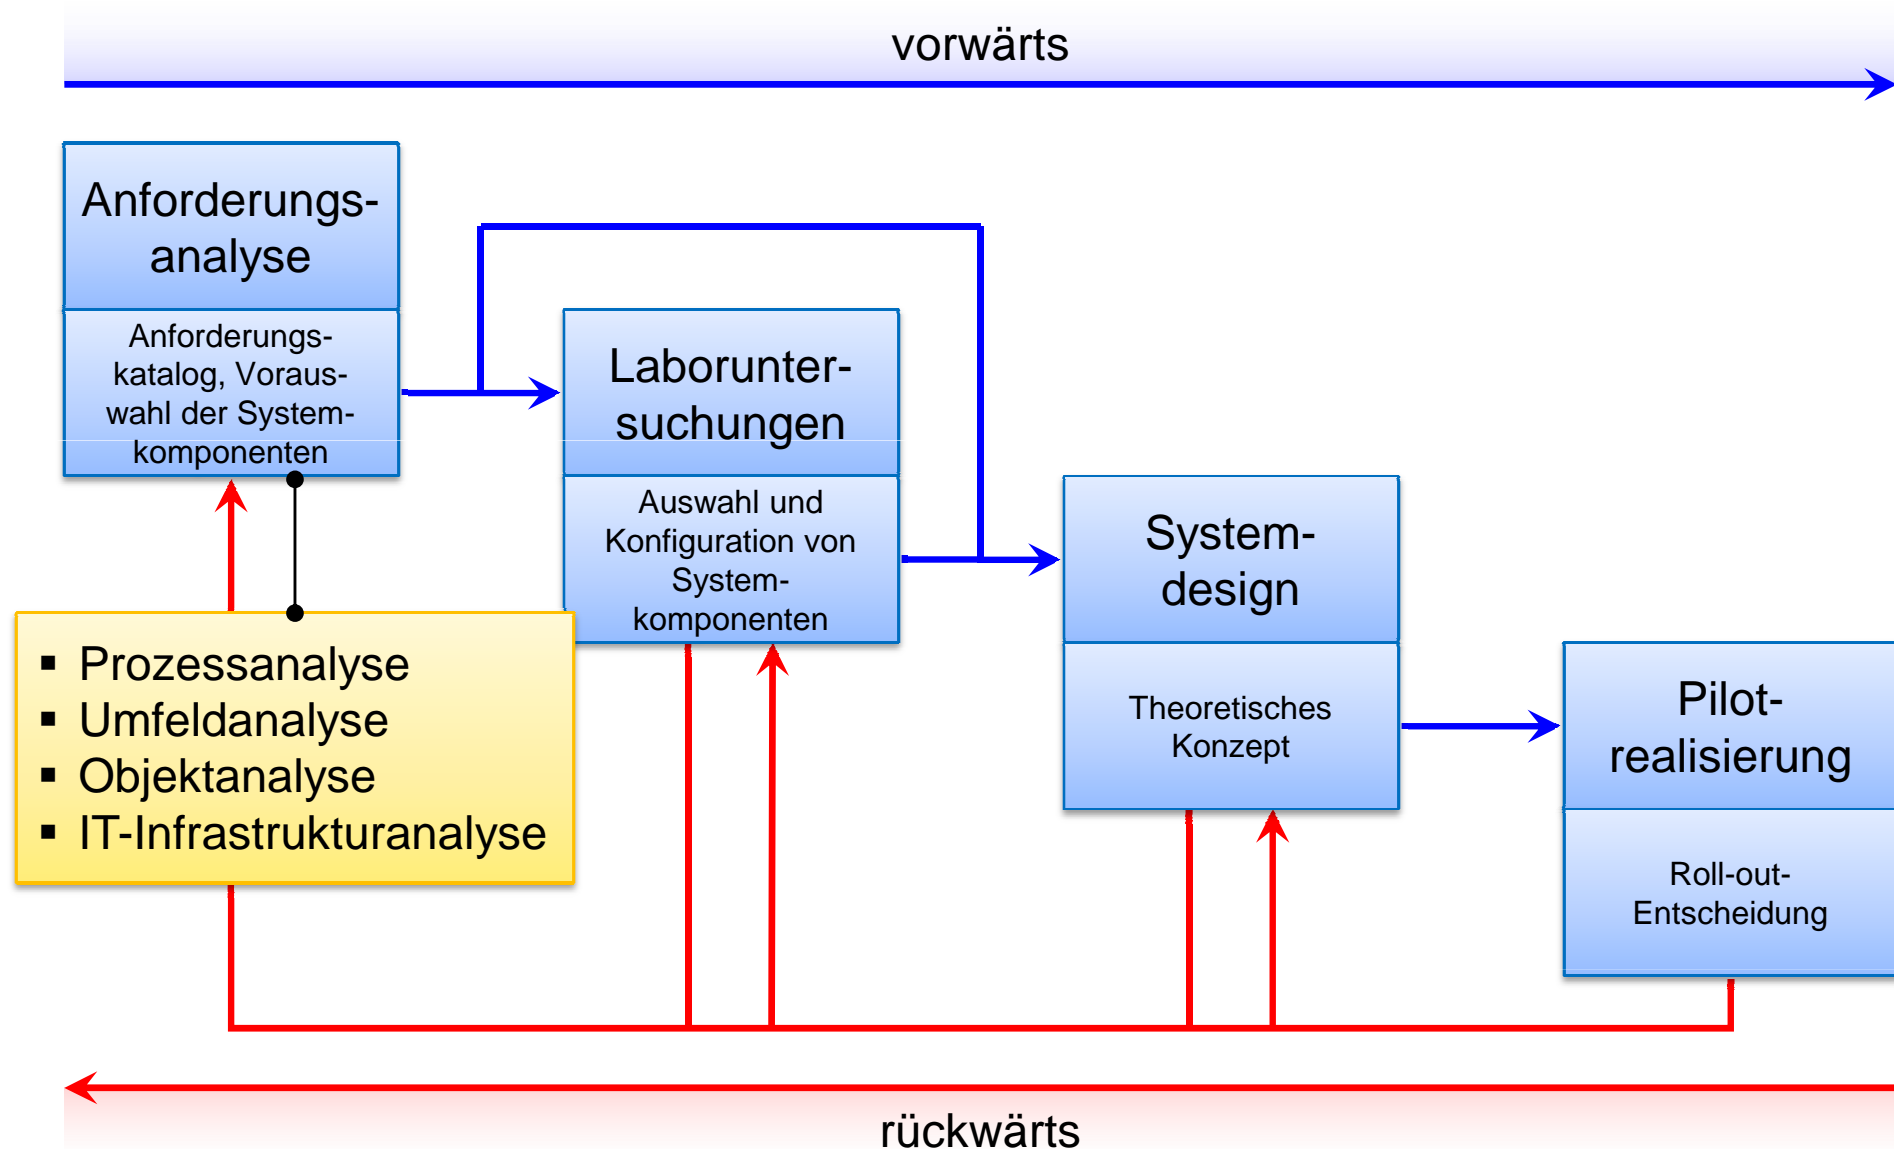 vorwärts
Anforderungs-
analyse
Anforderungs-
katalog, Voraus-
wahl der System-
komponenten
Laborunter-
suchungen
Auswahl und
Konfiguration von
System-
komponenten
System-
design
Theoretisches
Konzept
Pilot-
realisierung
Roll-out-
Entscheidung
▪ Prozessanalyse
▪ Umfeldanalyse
▪ Objektanalyse
▪ IT-Infrastrukturanalyse
rückwärts